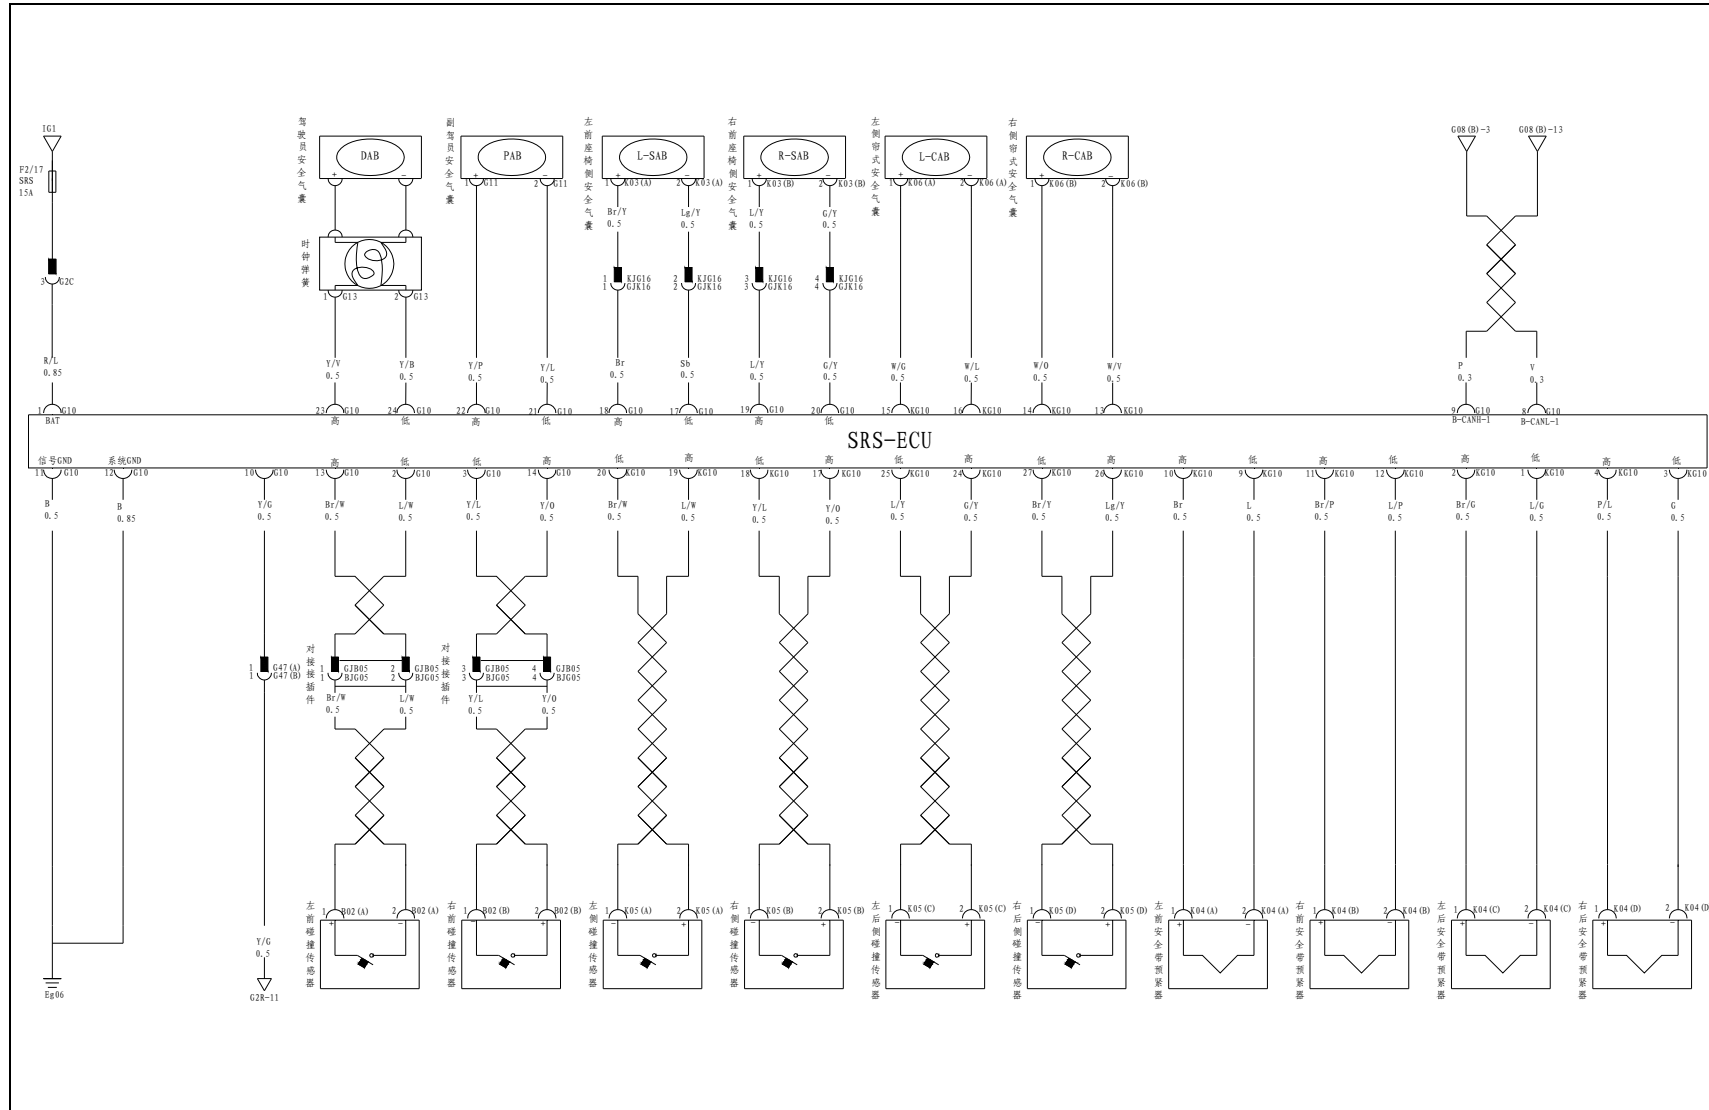 IG1
F2/17
SRS
15A
3 G2C
R/L
0.85
1 G10
BAT
驾驶员安全气囊
DAB
+ -
时钟弹簧
1 G13 2 G13
Y/V
0.5
Y/B
0.5
23 G10 24 G10
高 低
副驾员安全气囊
PAB
+ -
1 G11 2 G11
Y/P
0.5
Y/L
0.5
22 G10 21 G10
高 低
左前座椅侧安全气囊
L-SAB
+ -
1 K03(A) 2 K03(A)
Br/Y
0.5
Lg/Y
0.5
1 KJG16 2 KJG16
1 GJK16 2 GJK16
Br
0.5
Sb
0.5
18 G10 17 G10
高 低
右前座椅侧安全气囊
R-SAB
+ -
1 K03(B) 2 K03(B)
L/Y
0.5
G/Y
0.5
3 KJG16 4 KJG16
3 GJK16 4 GJK16
L/Y
0.5
G/Y
0.5
19 G10 20 G10
高 低
左侧帘式安全气囊
L-CAB
+ -
1 K06(A) 2 K06(A)
W/G
0.5
W/L
0.5
15 KG10 16 KG10
右侧帘式安全气囊
R-CAB
+ -
1 K06(B) 2 K06(B)
W/O
0.5
W/V
0.5
14 KG10 13 KG10
G08(B)-3 G08(B)-13
P
0.3
V
0.3
9 G10 8 G10
B-CANH-1 B-CANL-1
SRS-ECU
信号GND 系统GND
11 G10 12 G10
B
0.5
B
0.85
Eg06
10 G10
Y/G
0.5
1 G47(A)
1 G47(B)
Y/G
0.5
G2R-11
高 低
13 G10 2 G10
Br/W
0.5
L/W
0.5
对接接插件
1 GJB05 2 GJB05
1 BJG05 2 BJG05
Br/W
0.5
L/W
0.5
左前碰撞传感器
1 B02(A) 2 B02(A)
+ -
低 高
3 G10 14 G10
Y/L
0.5
Y/O
0.5
对接接插件
3 GJB05 4 GJB05
3 BJG05 4 BJG05
Y/L
0.5
Y/O
0.5
右前碰撞传感器
1 B02(B) 2 B02(B)
- +
低 高
20 KG10 19 KG10
Br/W
0.5
L/W
0.5
左侧碰撞传感器
1 K05(A) 2 K05(A)
- +
低 高
18 KG10 17 KG10
Y/L
0.5
Y/O
0.5
右侧碰撞传感器
1 K05(B) 2 K05(B)
- +
低 高
25 KG10 24 KG10
L/Y
0.5
G/Y
0.5
左后侧碰撞传感器
1 K05(C) 2 K05(C)
- +
低 高
27 KG10 26 KG10
Br/Y
0.5
Lg/Y
0.5
右后侧碰撞传感器
1 K05(D) 2 K05(D)
- +
高 低
10 KG10 9 KG10
Br
0.5
L
0.5
左前安全带预紧器
1 K04(A) 2 K04(A)
+ -
高 低
11 KG10 12 KG10
Br/P
0.5
L/P
0.5
右前安全带预紧器
1 K04(B) 2 K04(B)
+ -
高 低
2 KG10 1 KG10
Br/G
0.5
L/G
0.5
左后安全带预紧器
1 K04(C) 2 K04(C)
+ -
高 低
4 KG10 3 KG10
P/L
0.5
G
0.5
右后安全带预紧器
1 K04(D) 2 K04(D
+ -